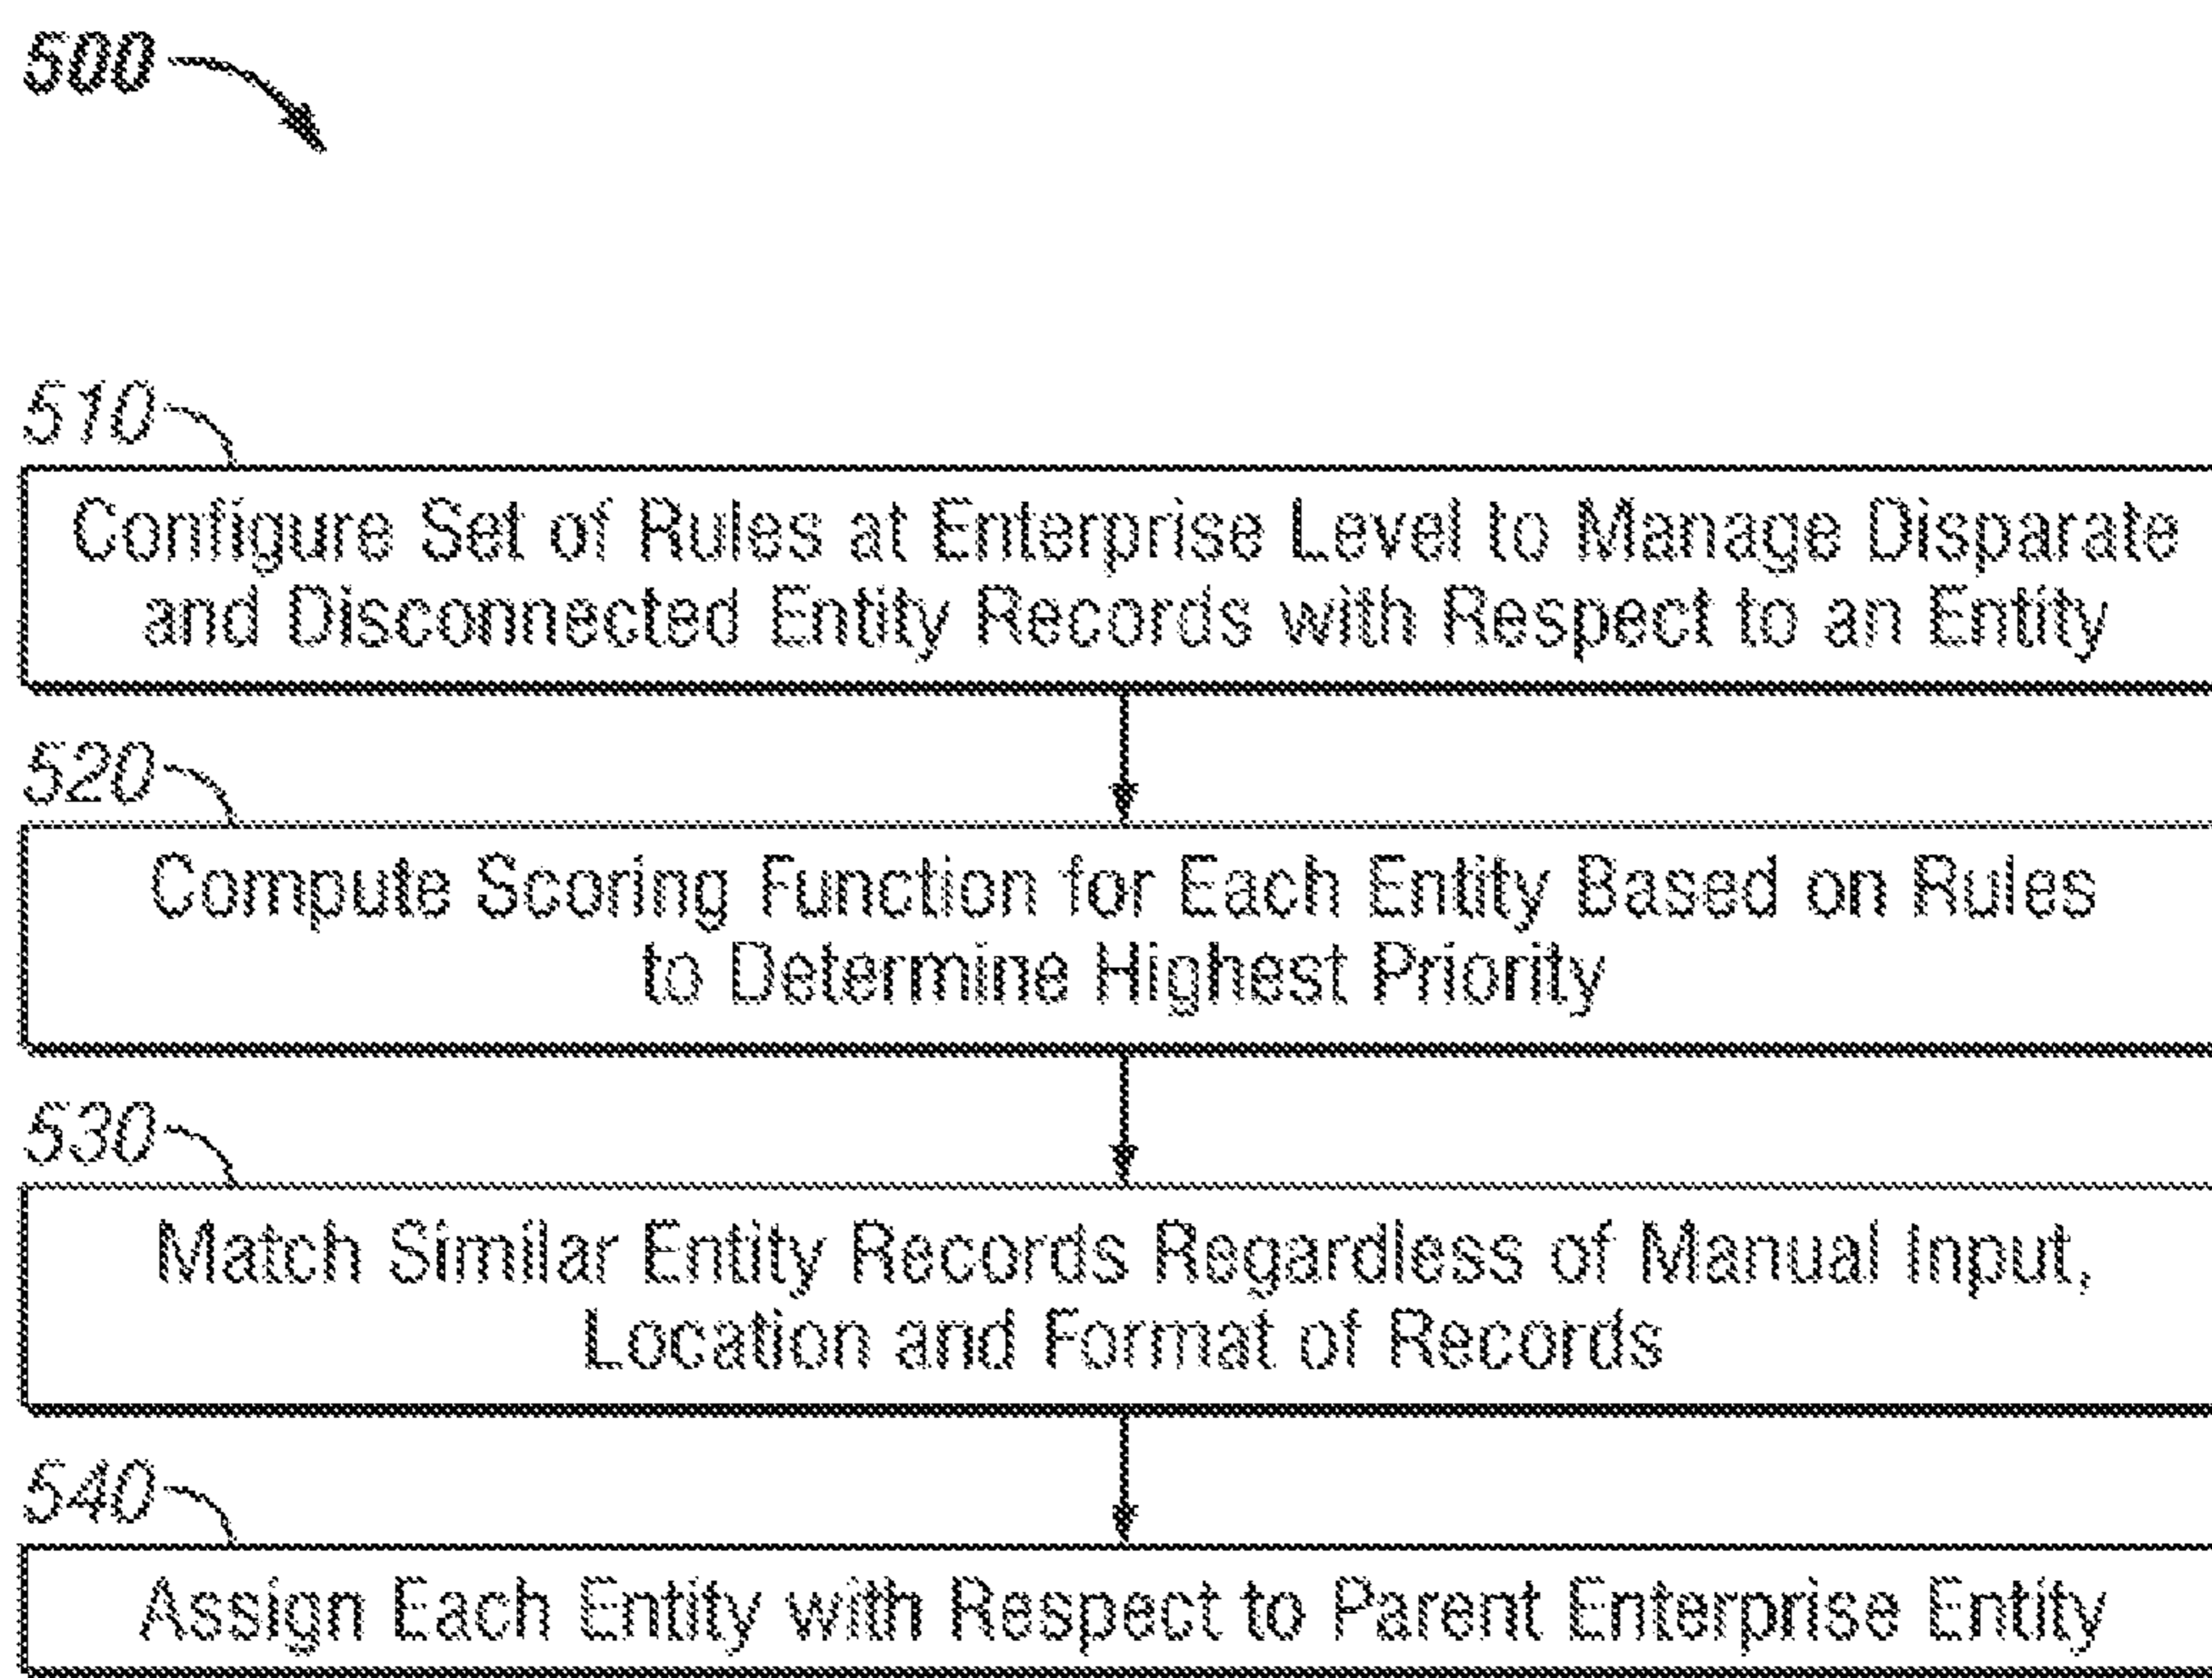 500
510
Configure Set of Rules at Enterprise Level to Manage Disparate
and Disconnected Entity Records with Respect to an Entity
520
Compute Scoring Function for Each Entity Based on Rules
to Determine Highest Priority
530
Match Similar Entity Records Regardless of Manual Input,
Location and Format of Records
540
Assign Each Entity with Respect to Parent Enterprise Entity